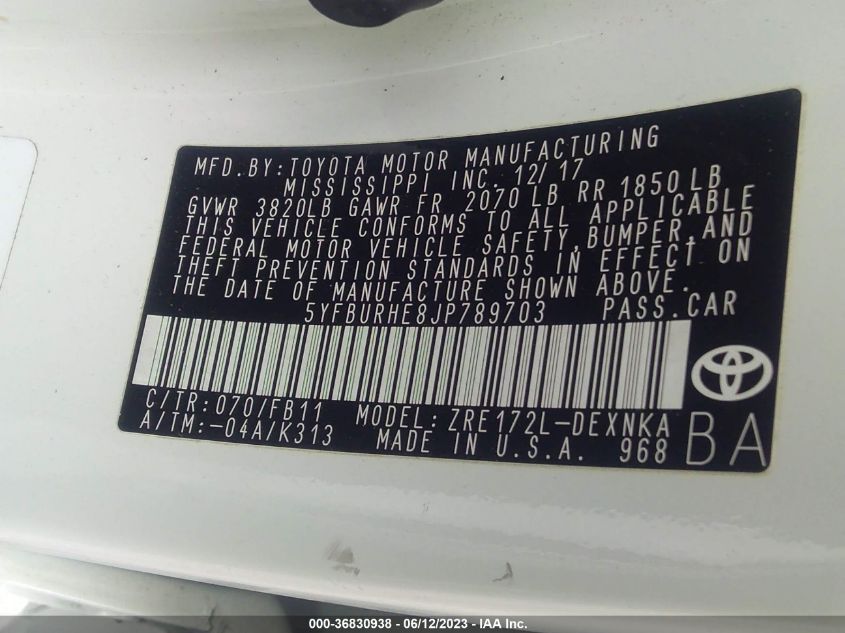 MFD.BY:TOYOTA MOTOR MANUFACTURING
MISSISSIPPI INC. 12/17
GVWR 3820LB GAWR FR 2070 LB RR 1850LB
THIS VEHICLE CONFORMS TO ALL APPLICABLE
FEDERAL MOTOR VEHICLE SAFETY,BUMPER,AND
THEFT PREVENTION STANDARDS IN EFFECT ON
THE DATE OF MANUFACTURE SHOWN ABOVE.
5YFBURHE8JP789703 PASS.CAR
C/TR:070/FB11 MODEL:ZRE172L-DEXNKA
A/TM:-04A/K313 MADE IN U.S.A. 968
BA
000-36830938 - 06/12/2023 - IAA Inc.